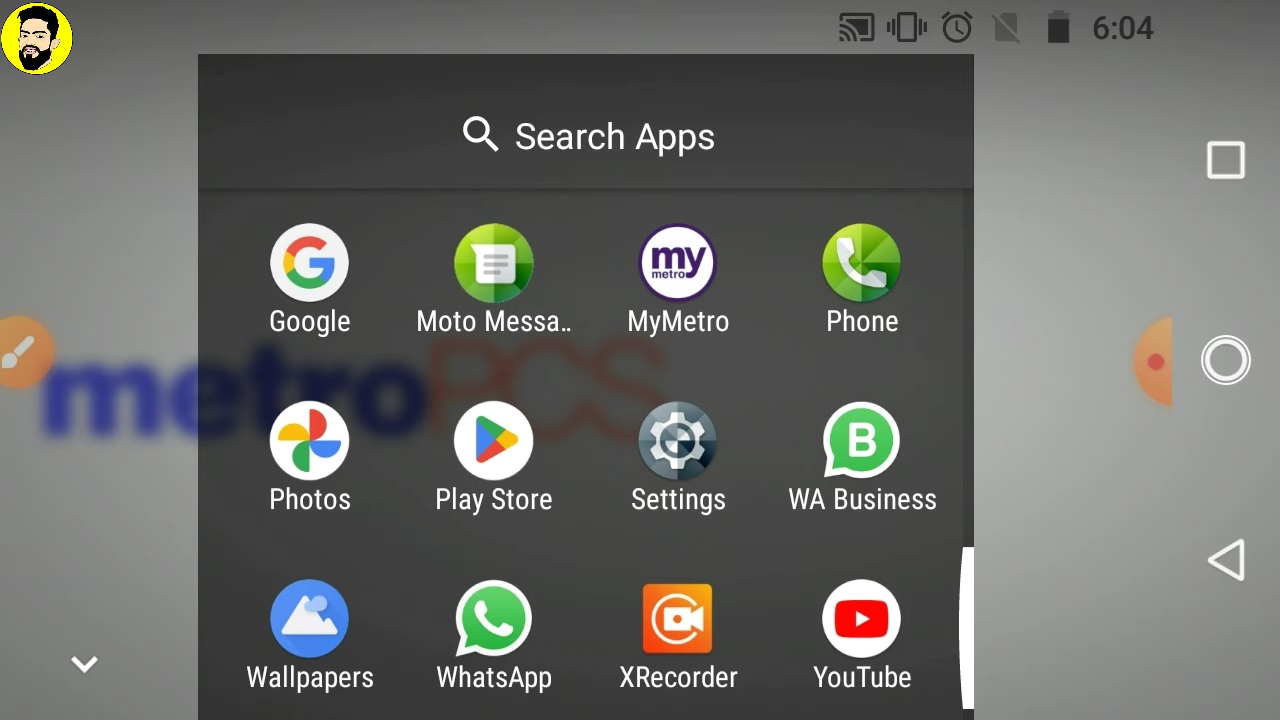 6:04
Search Apps
my
metro
Google
Moto Messa..
MyMetro
Phone
metroPCS
B
Photos
Play Store
Settings
WA Business
Wallpapers
WhatsApp
XRecorder
YouTube